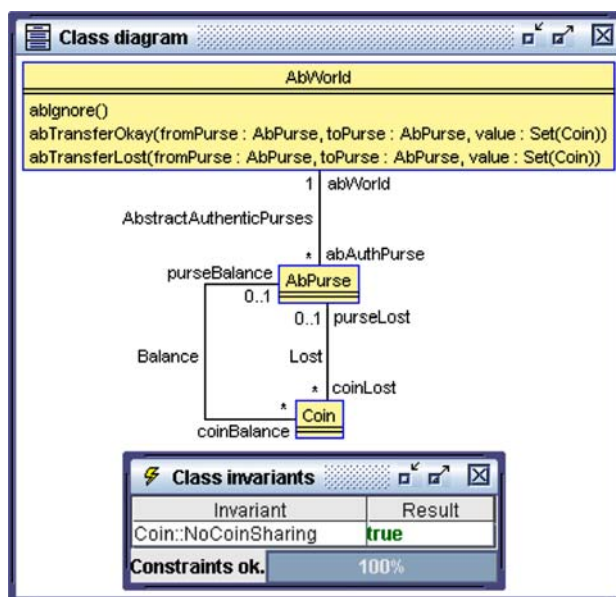 Class diagram
AbWorld
abIgnore()
abTransferOkay(fromPurse : AbPurse, toPurse : AbPurse, value : Set(Coin))
abTransferLost(fromPurse : AbPurse, toPurse : AbPurse, value : Set(Coin))
1 abWorld
AbstractAuthenticPurses
* abAuthPurse
purseBalance
AbPurse
0..1
0..1 purseLost
Balance Lost
* coinLost
* Coin
coinBalance
Class invariants
Invariant Result
Coin::NoCoinSharing true
Constraints ok. 100%